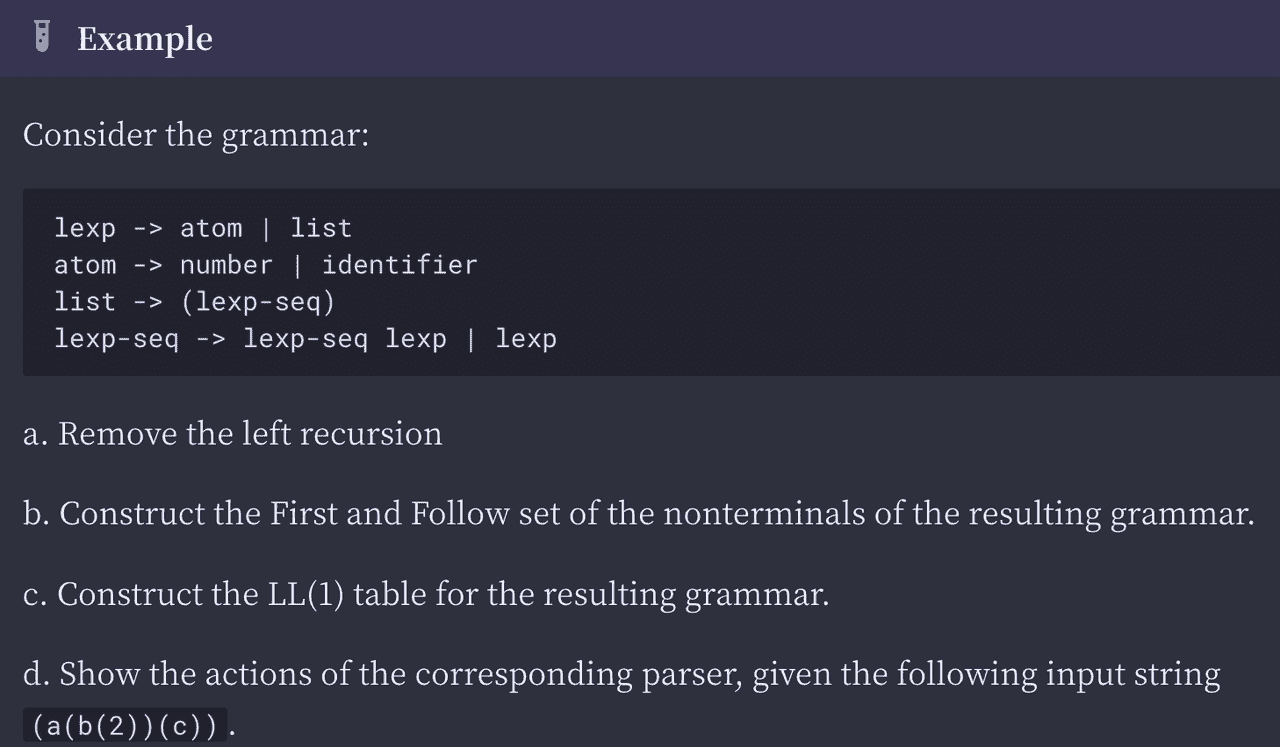 Example
Consider the grammar:
lexp -> atom | list
atom -> number | identifier
list -> (lexp-seq)
lexp-seq -> lexp-seq lexp | lexp
a. Remove the left recursion
b. Construct the First and Follow set of the nonterminals of the resulting grammar.
c. Construct the LL(1) table for the resulting grammar.
d. Show the actions of the corresponding parser, given the following input string
(a(b(2))(c)).